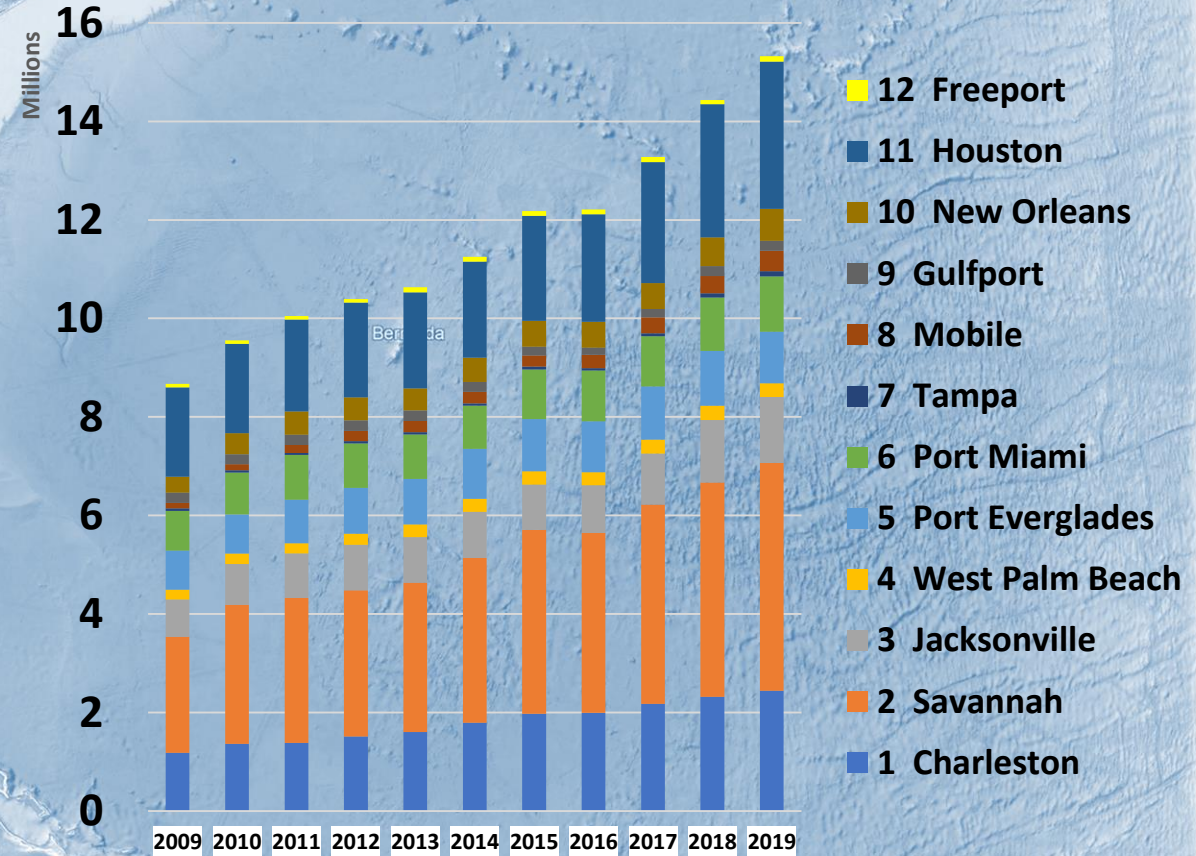 Millions
16
14
12
10
8
6
4
2
0
12 Freeport
11 Houston
10 New Orleans
9 Gulfport
8 Mobile
7 Tampa
6 Port Miami
5 Port Everglades
4 West Palm Beach
3 Jacksonville
2 Savannah
1 Charleston
2009 2010 2011 2012 2013 2014 2015 2016 2017 2018 2019